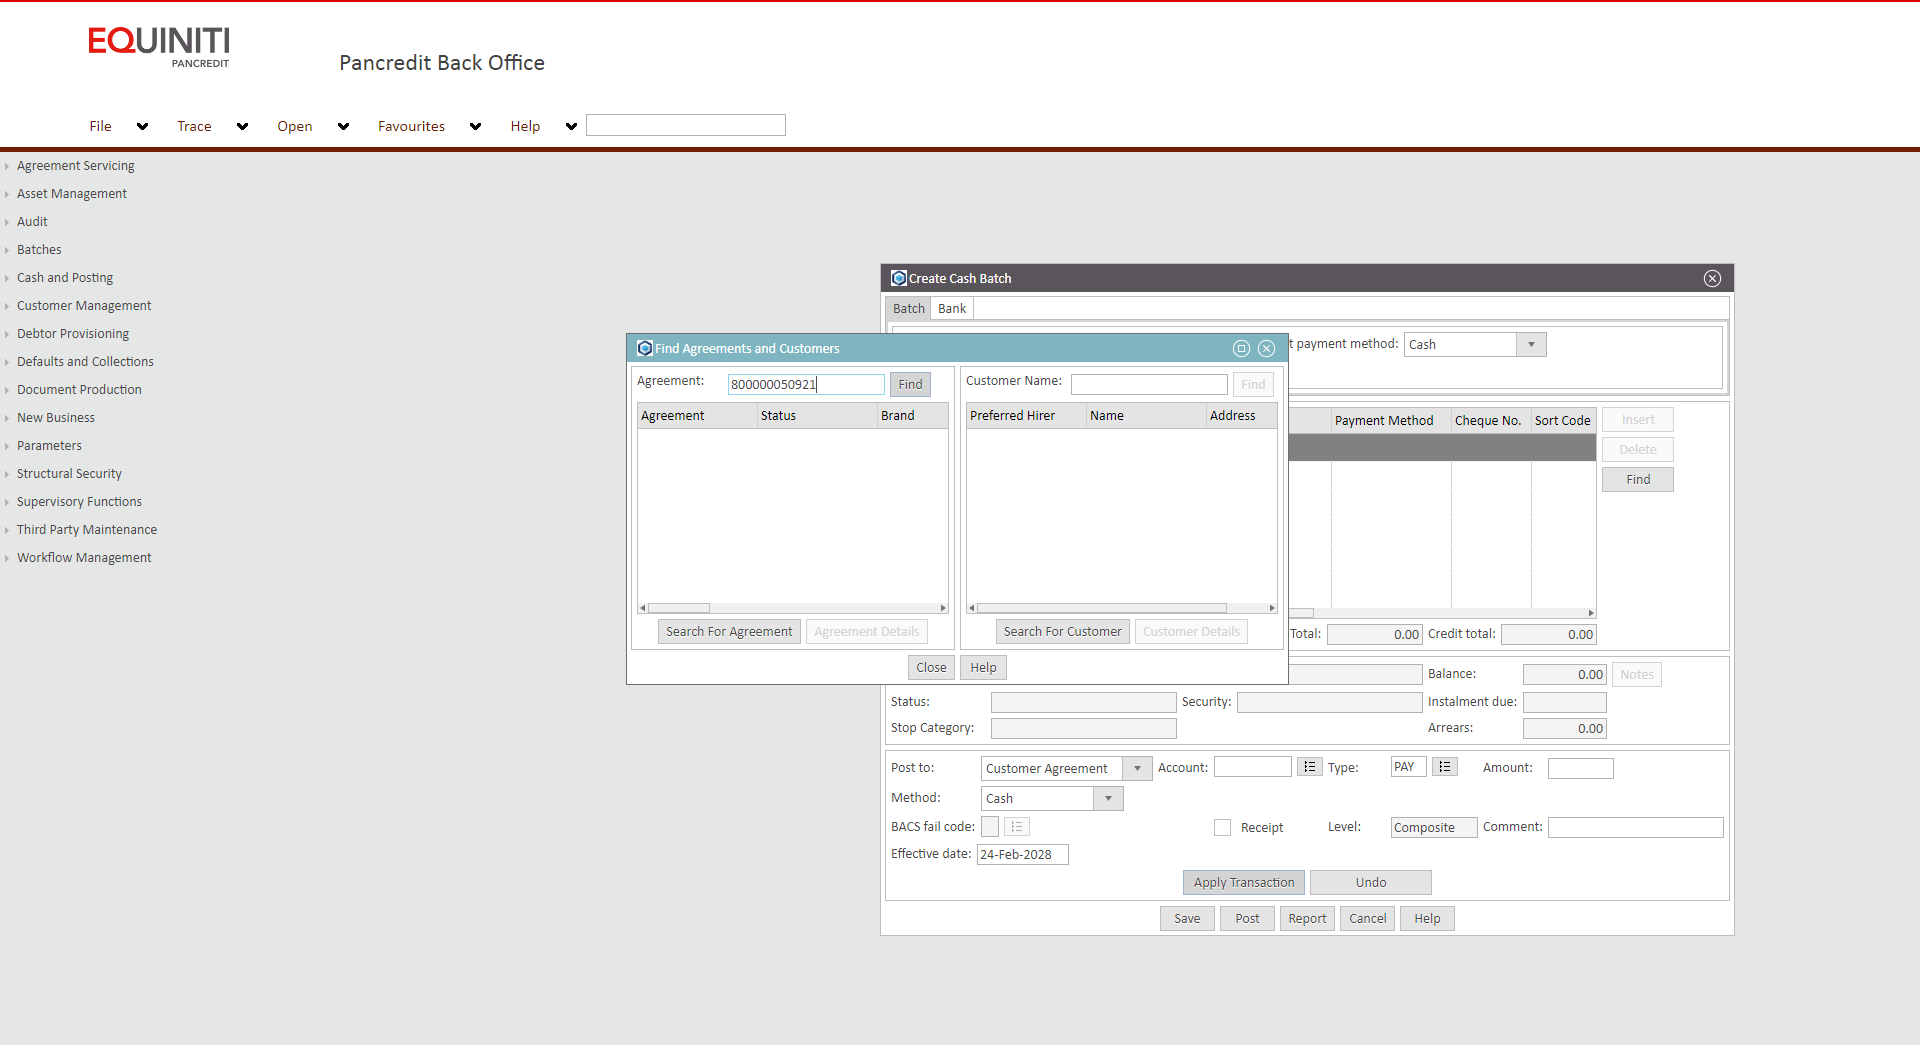 EQUINITI
PANCREDIT
Pancredit Back Office
File Trace Open Favourites Help
Agreement Servicing
Asset Management
Audit
Batches
Cash and Posting
Customer Management
Debtor Provisioning
Defaults and Collections
Document Production
New Business
Parameters
Structural Security
Supervisory Functions
Third Party Maintenance
Workflow Management
Create Cash Batch
Batch Bank
t payment method: Cash
Find Agreements and Customers
Agreement: 800000050921 Find
Customer Name: Find
Agreement Status Brand
Preferred Hirer Name Address
Search For Agreement Agreement Details
Search For Customer Customer Details
Close Help
Payment Method Cheque No. Sort Code
Insert
Delete
Find
Total: 0.00 Credit total: 0.00
Balance: 0.00 Notes
Status: Security: Instalment due:
Stop Category: Arrears: 0.00
Post to: Customer Agreement Account: Type: PAY Amount:
Method: Cash
BACS fail code: Receipt Level: Composite Comment:
Effective date: 24-Feb-2028
Apply Transaction Undo
Save Post Report Cancel Help